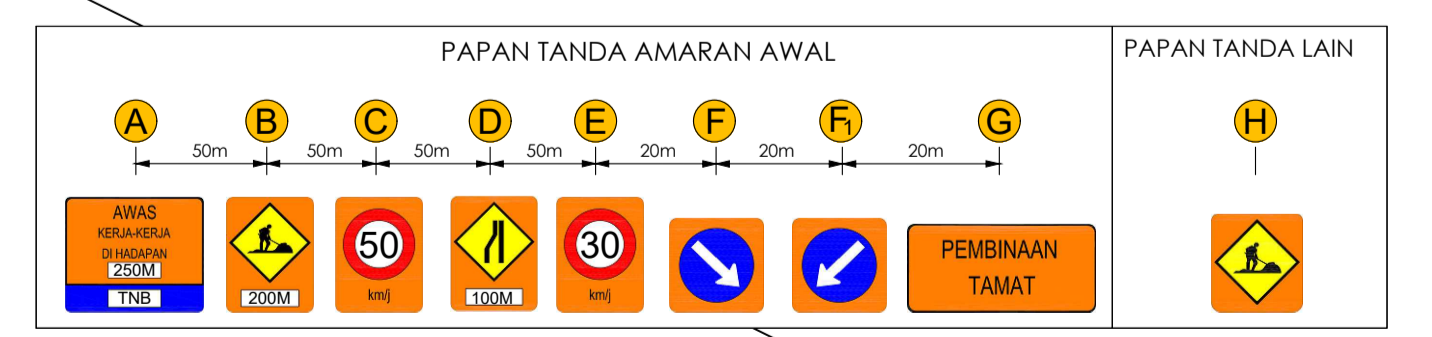 PAPAN TANDA AMARAN AWAL
PAPAN TANDA LAIN
A
B
C
D
E
F
F1
G
H
50m
50m
50m
50m
20m
20m
20m
AWAS
KERJA-KERJA
DI HADAPAN
250M
TNB
200M
50
km/j
100M
30
km/j
PEMBINAAN
TAMAT